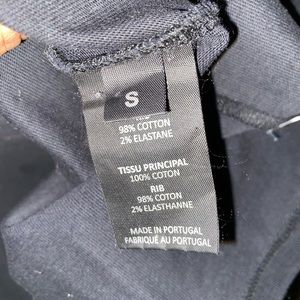 S
98% COTTON
2% ELASTANE
TISSU PRINCIPAL
100% COTON
RIB
98% COTON
2% ELASTHANNE
MADE IN PORTUGAL
FABRIQUÉ AU PORTUGAL